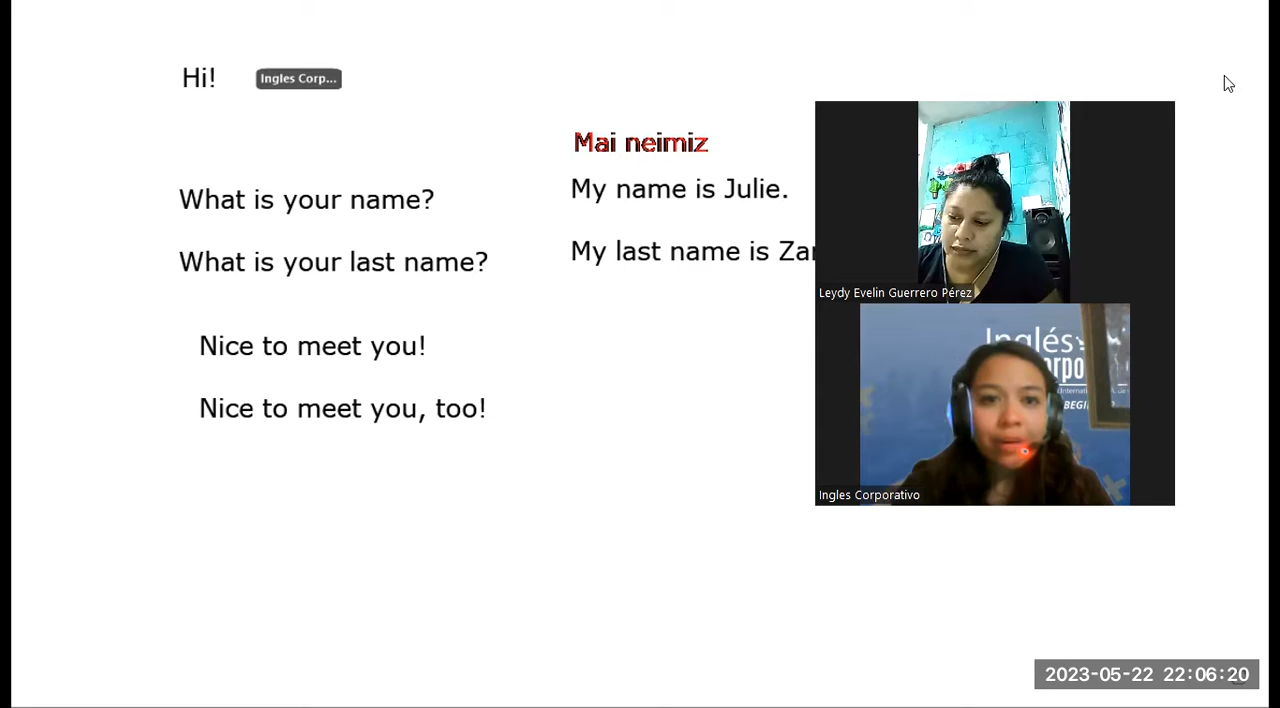 Hi!
Ingles Corp...
Mai neimiz
What is your name?
My name is Julie.
What is your last name?
My last name is
Nice to meet you!
Nice to meet you, too!
Leydy Evelin Guerrero Pérez
Inglés
BEGI
Ingles Corporativo
2023-05-22 22:06:20